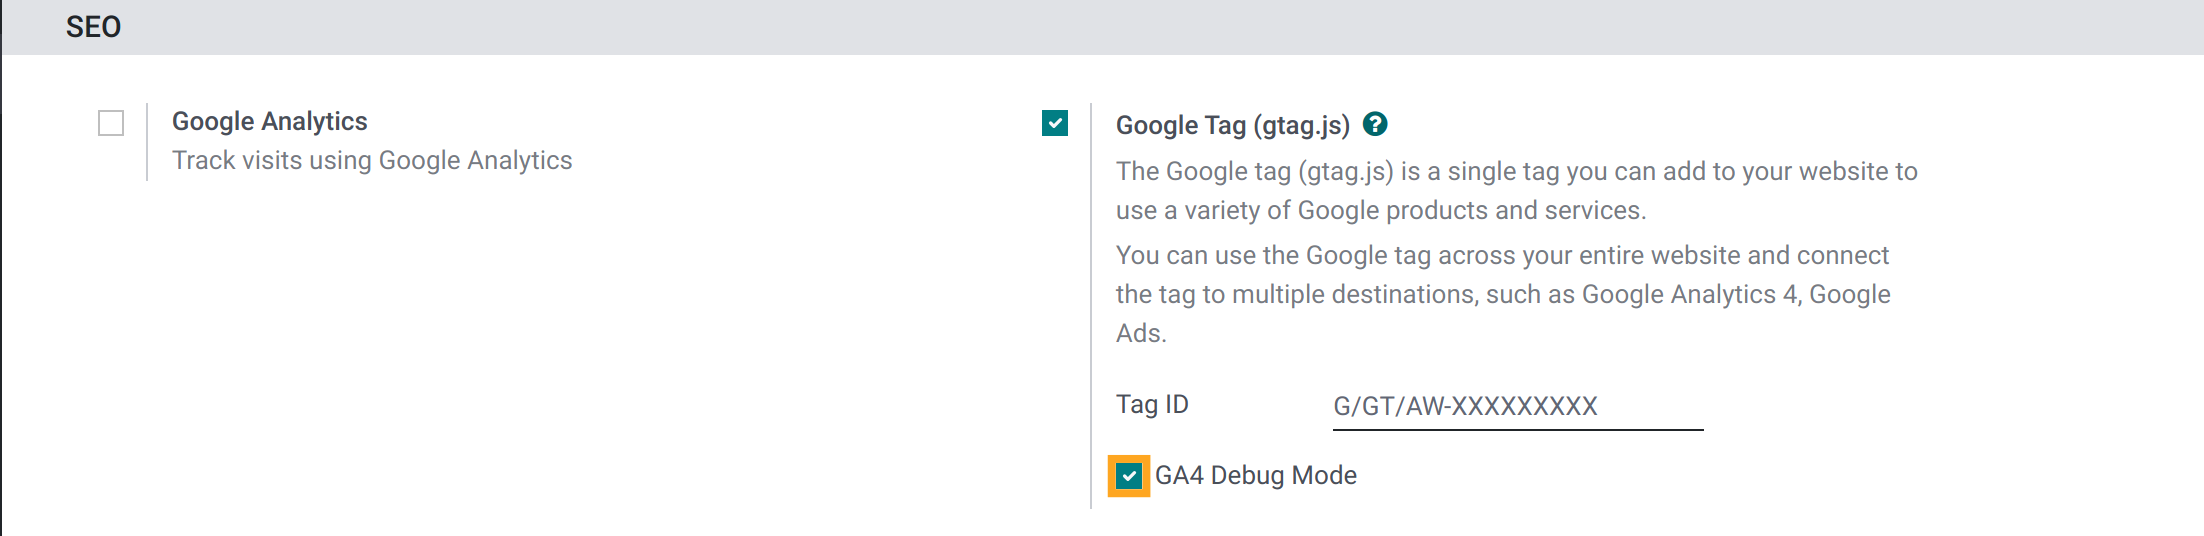 SEO
Google Analytics
Track visits using Google Analytics
Google Tag (gtag.js) ?
The Google tag (gtag.js) is a single tag you can add to your website to
use a variety of Google products and services.
You can use the Google tag across your entire website and connect
the tag to multiple destinations, such as Google Analytics 4, Google
Ads.
Tag ID G/GT/AW-XXXXXXXXX
GA4 Debug Mode